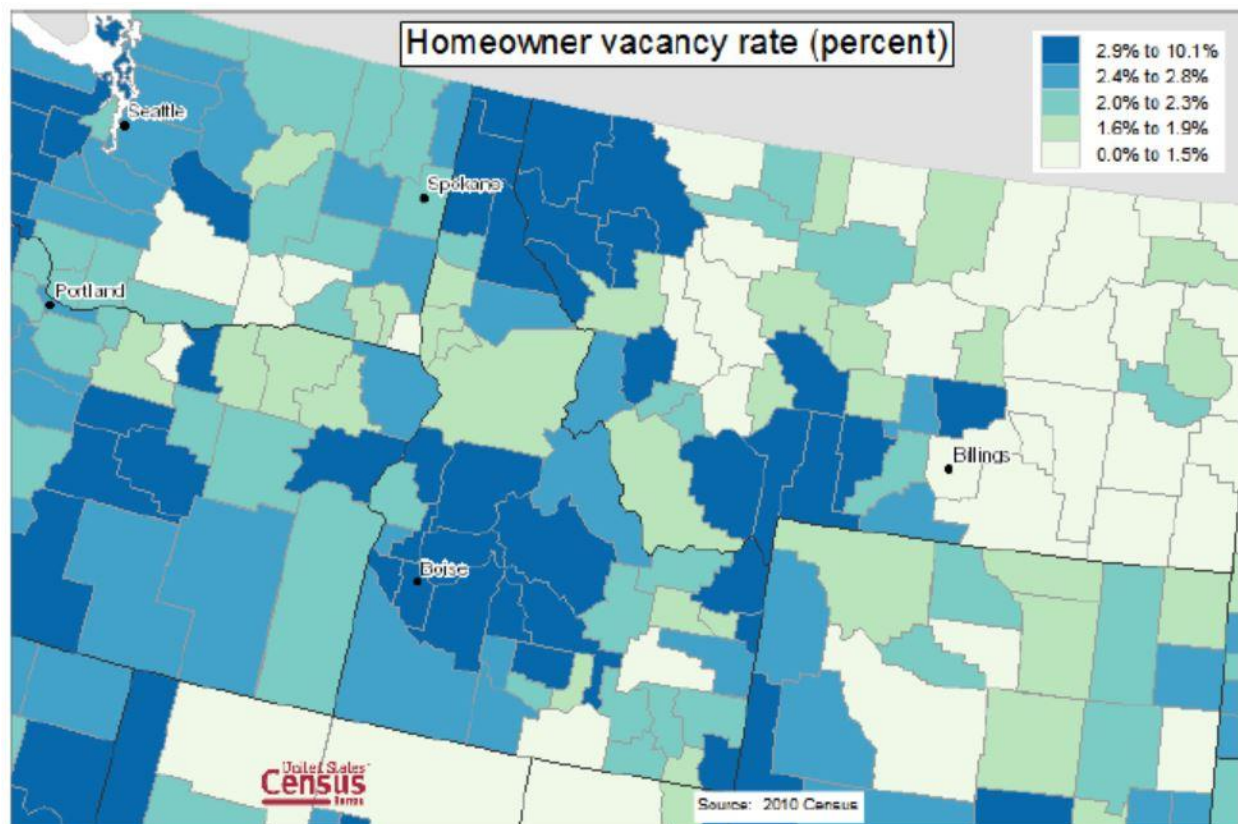 Homeowner vacancy rate (percent)
2.9% to 10.1%
2.4% to 2.8%
2.0% to 2.3%
1.6% to 1.9%
0.0% to 1.5%
Seattle
Spokane
Portland
Billings
Boise
United States
Census
Bureau
Source: 2010 Census